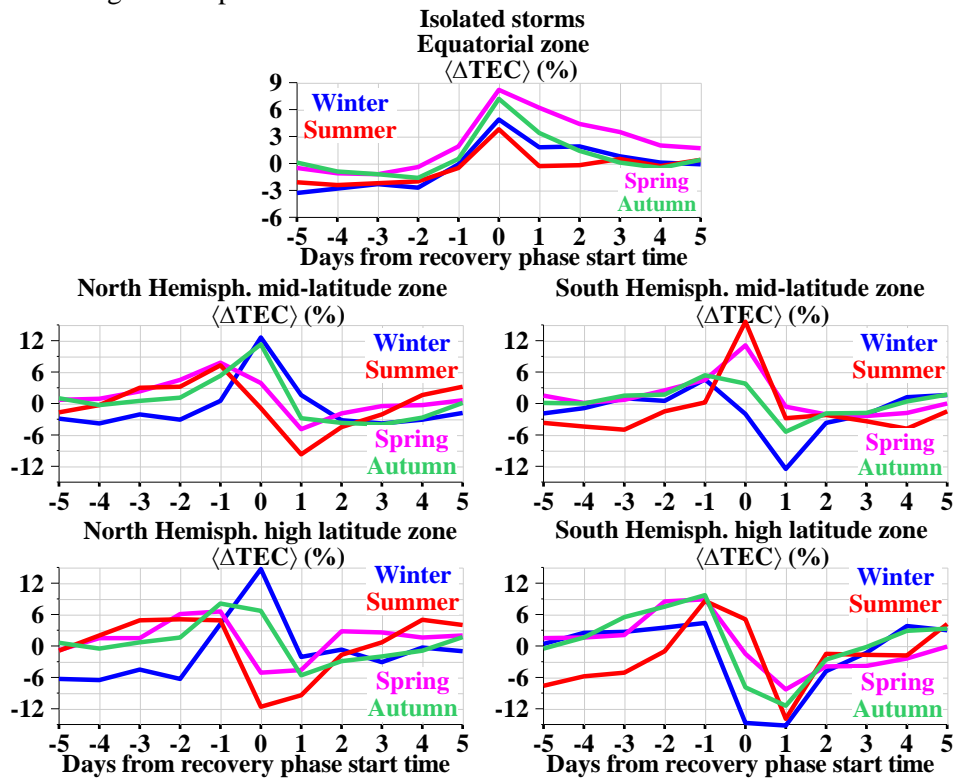 Isolated storms
Equatorial zone
⟨ΔTEC⟩ (%)
9
6
3
0
-3
-6
Winter
Summer
Spring
Autumn
-5 -4 -3 -2 -1 0 1 2 3 4 5
Days from recovery phase start time
North Hemisph. mid-latitude zone
⟨ΔTEC⟩ (%)
12
6
0
-6
-12
Winter
Summer
Spring
Autumn
-5 -4 -3 -2 -1 0 1 2 3 4 5
South Hemisph. mid-latitude zone
⟨ΔTEC⟩ (%)
12
6
0
-6
-12
Winter
Summer
Spring
Autumn
-5 -4 -3 -2 -1 0 1 2 3 4 5
North Hemisph. high latitude zone
⟨ΔTEC⟩ (%)
12
6
0
-6
-12
Winter
Summer
Spring
Autumn
-5 -4 -3 -2 -1 0 1 2 3 4 5
Days from recovery phase start time
South Hemisph. high latitude zone
⟨ΔTEC⟩ (%)
12
6
0
-6
-12
Winter
Summer
Spring
Autumn
-5 -4 -3 -2 -1 0 1 2 3 4 5
Days from recovery phase start time